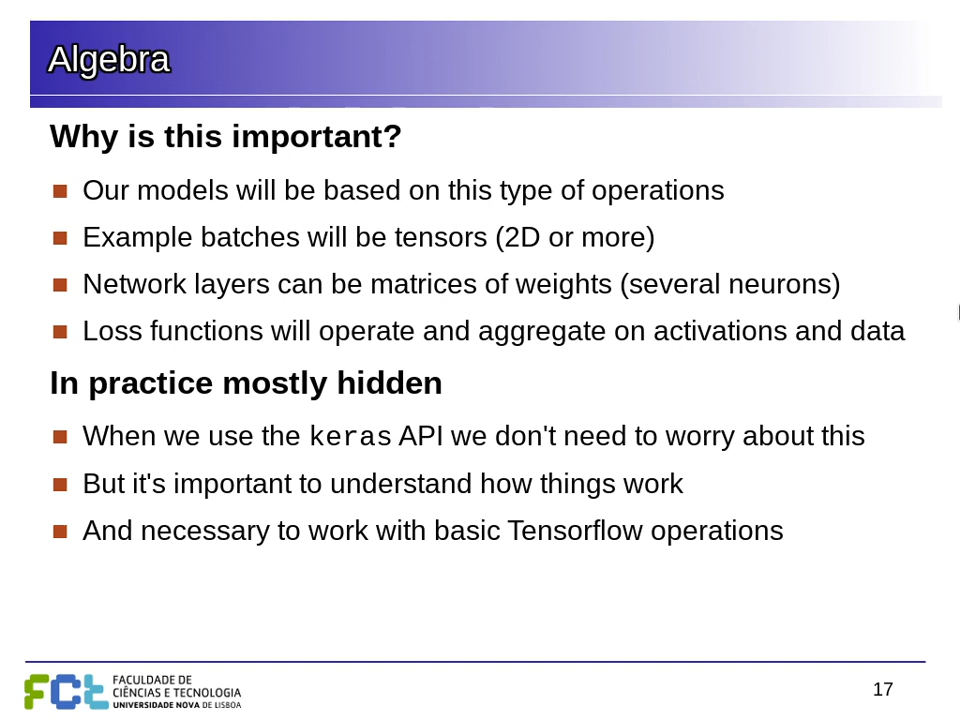 Algebra
Why is this important?
Our models will be based on this type of operations
Example batches will be tensors (2D or more)
Network layers can be matrices of weights (several neurons)
Loss functions will operate and aggregate on activations and data
In practice mostly hidden
When we use the keras API we don't need to worry about this
But it's important to understand how things work
And necessary to work with basic Tensorflow operations
FCt
FACULDADE DE
CIÊNCIAS E TECNOLOGIA
UNIVERSIDADE NOVA DE LISBOA
17